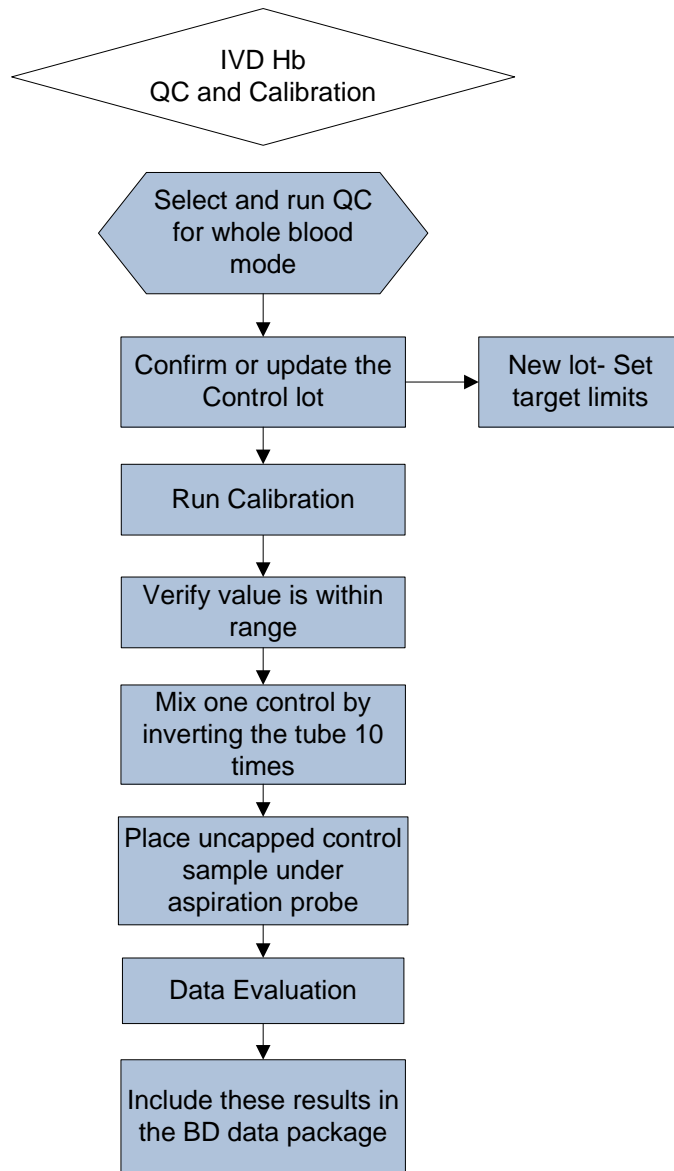 IVD Hb
QC and Calibration
Select and run QC
for whole blood
mode
Confirm or update the
Control lot
New lot- Set
target limits
Run Calibration
Verify value is within
range
Mix one control by
inverting the tube 10
times
Place uncapped control
sample under
aspiration probe
Data Evaluation
Include these results in
the BD data package